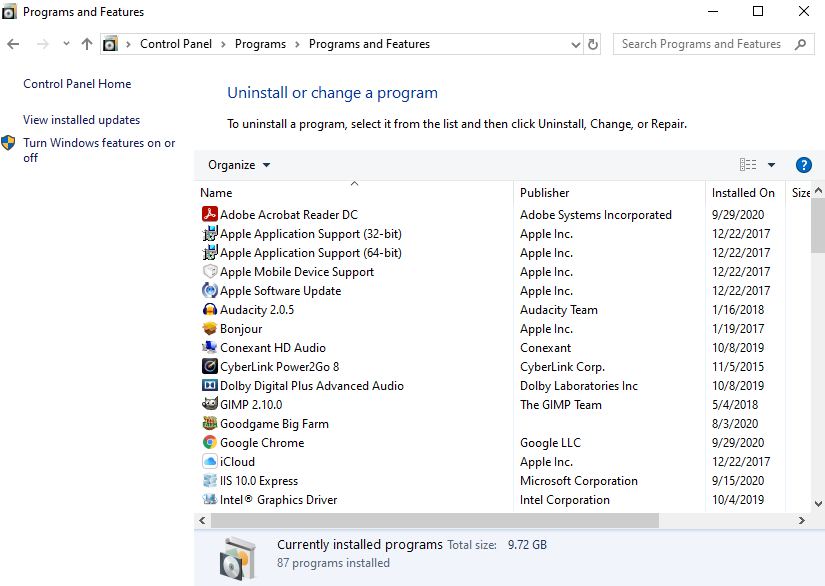 Programs and Features
Control Panel > Programs > Programs and Features
Search Programs and Features
Control Panel Home
View installed updates
Turn Windows features on or
off
Uninstall or change a program
To uninstall a program, select it from the list and then click Uninstall, Change, or Repair.
Organize
?
Name Publisher Installed On Size
Adobe Acrobat Reader DC Adobe Systems Incorporated 9/29/2020
Apple Application Support (32-bit) Apple Inc. 12/22/2017
Apple Application Support (64-bit) Apple Inc. 12/22/2017
Apple Mobile Device Support Apple Inc. 12/22/2017
Apple Software Update Apple Inc. 12/22/2017
Audacity 2.0.5 Audacity Team 1/16/2018
Bonjour Apple Inc. 1/19/2017
Conexant HD Audio Conexant 10/8/2019
CyberLink Power2Go 8 CyberLink Corp. 11/5/2015
Dolby Digital Plus Advanced Audio Dolby Laboratories Inc 10/8/2019
GIMP 2.10.0 The GIMP Team 5/4/2018
Goodgame Big Farm 8/3/2020
Google Chrome Google LLC 9/29/2020
iCloud Apple Inc. 12/22/2017
IIS 10.0 Express Microsoft Corporation 9/15/2020
Intel® Graphics Driver Intel Corporation 10/4/2019
Currently installed programs Total size: 9.72 GB
87 programs installed